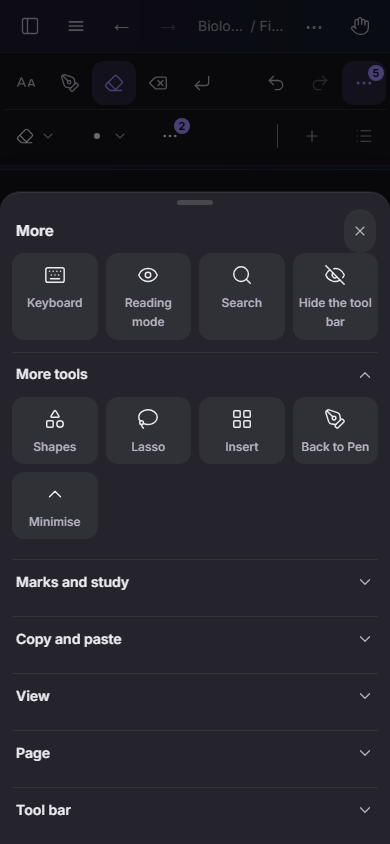 Biolo... / Fi...
AA
5
2
More
Keyboard
Reading
mode
Search
Hide the tool
bar
More tools
Shapes
Lasso
Insert
Back to Pen
Minimise
Marks and study
Copy and paste
View
Page
Tool bar